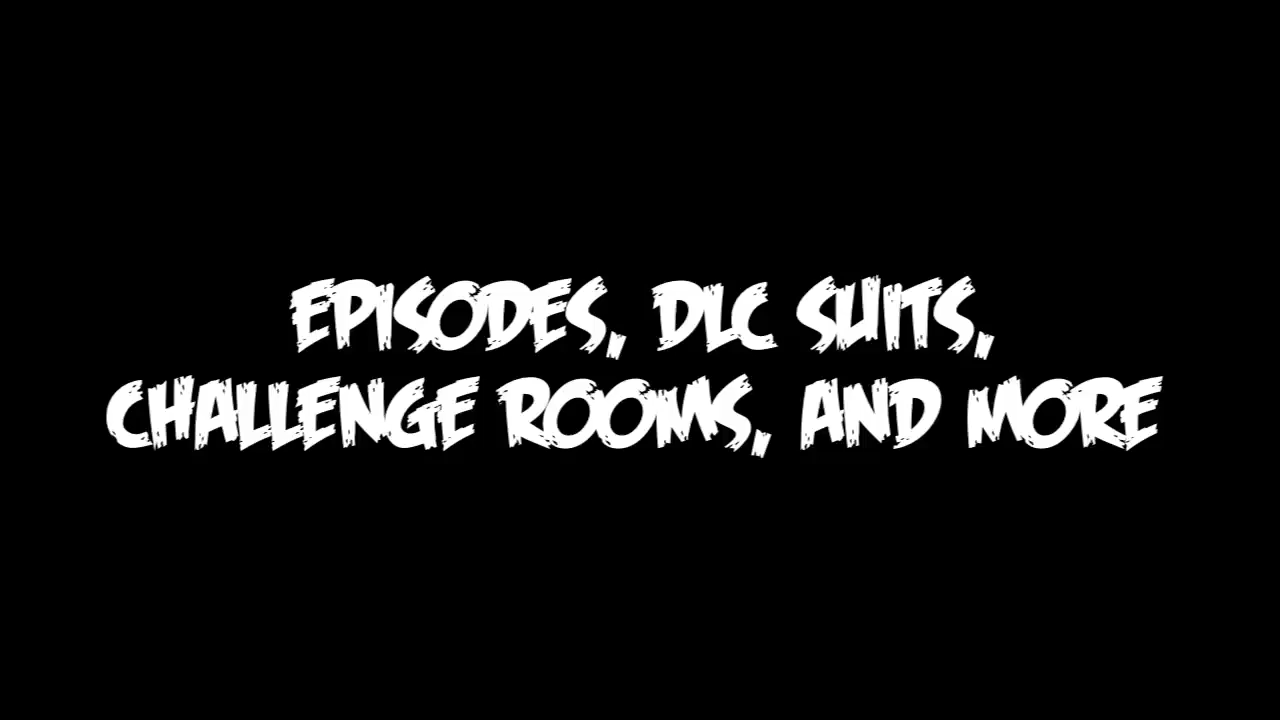 EPISODES, DLC SUITS,
CHALLENGE ROOMS, AND MORE